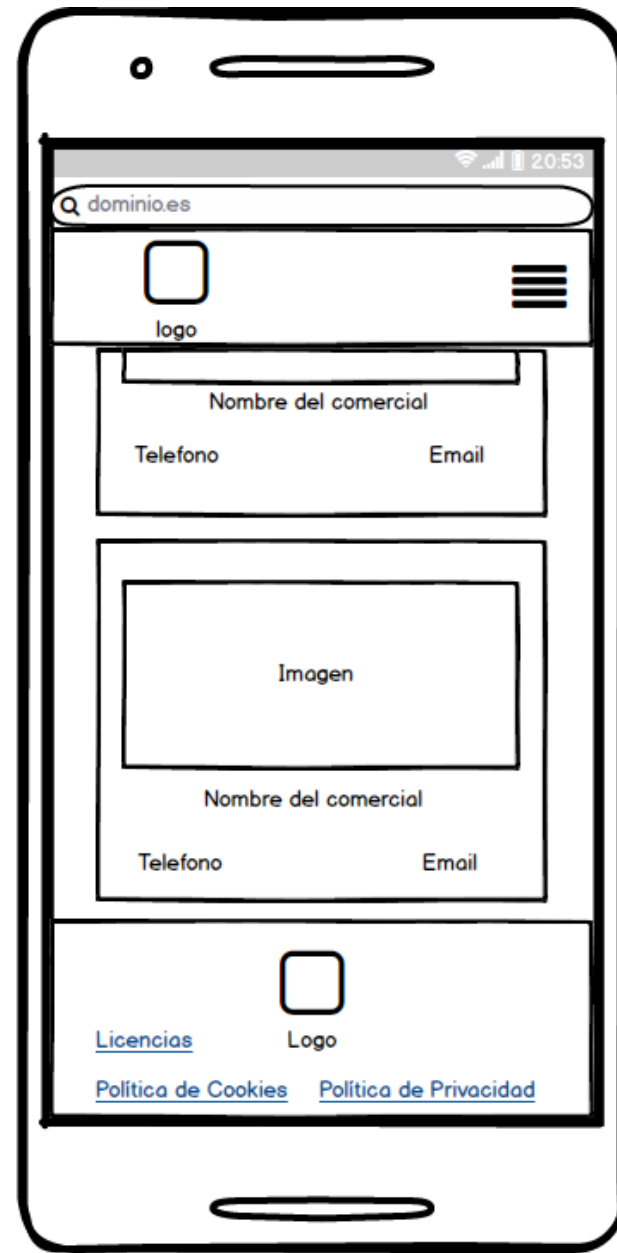 20:53
dominio.es
logo
Nombre del comercial
Telefono Email
Imagen
Nombre del comercial
Telefono Email
Logo
Licencias
Política de Cookies Política de Privacidad